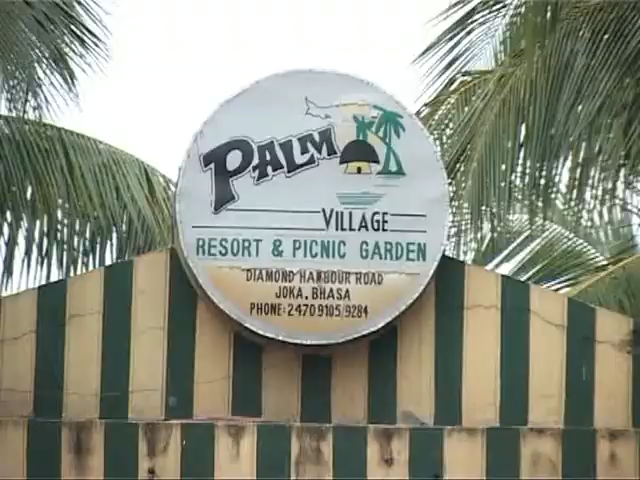 PALM
VILLAGE
RESORT & PICNIC GARDEN
DIAMOND HARBOUR ROAD
JOKA, BHASA
PHONE: 2470 9105/9284